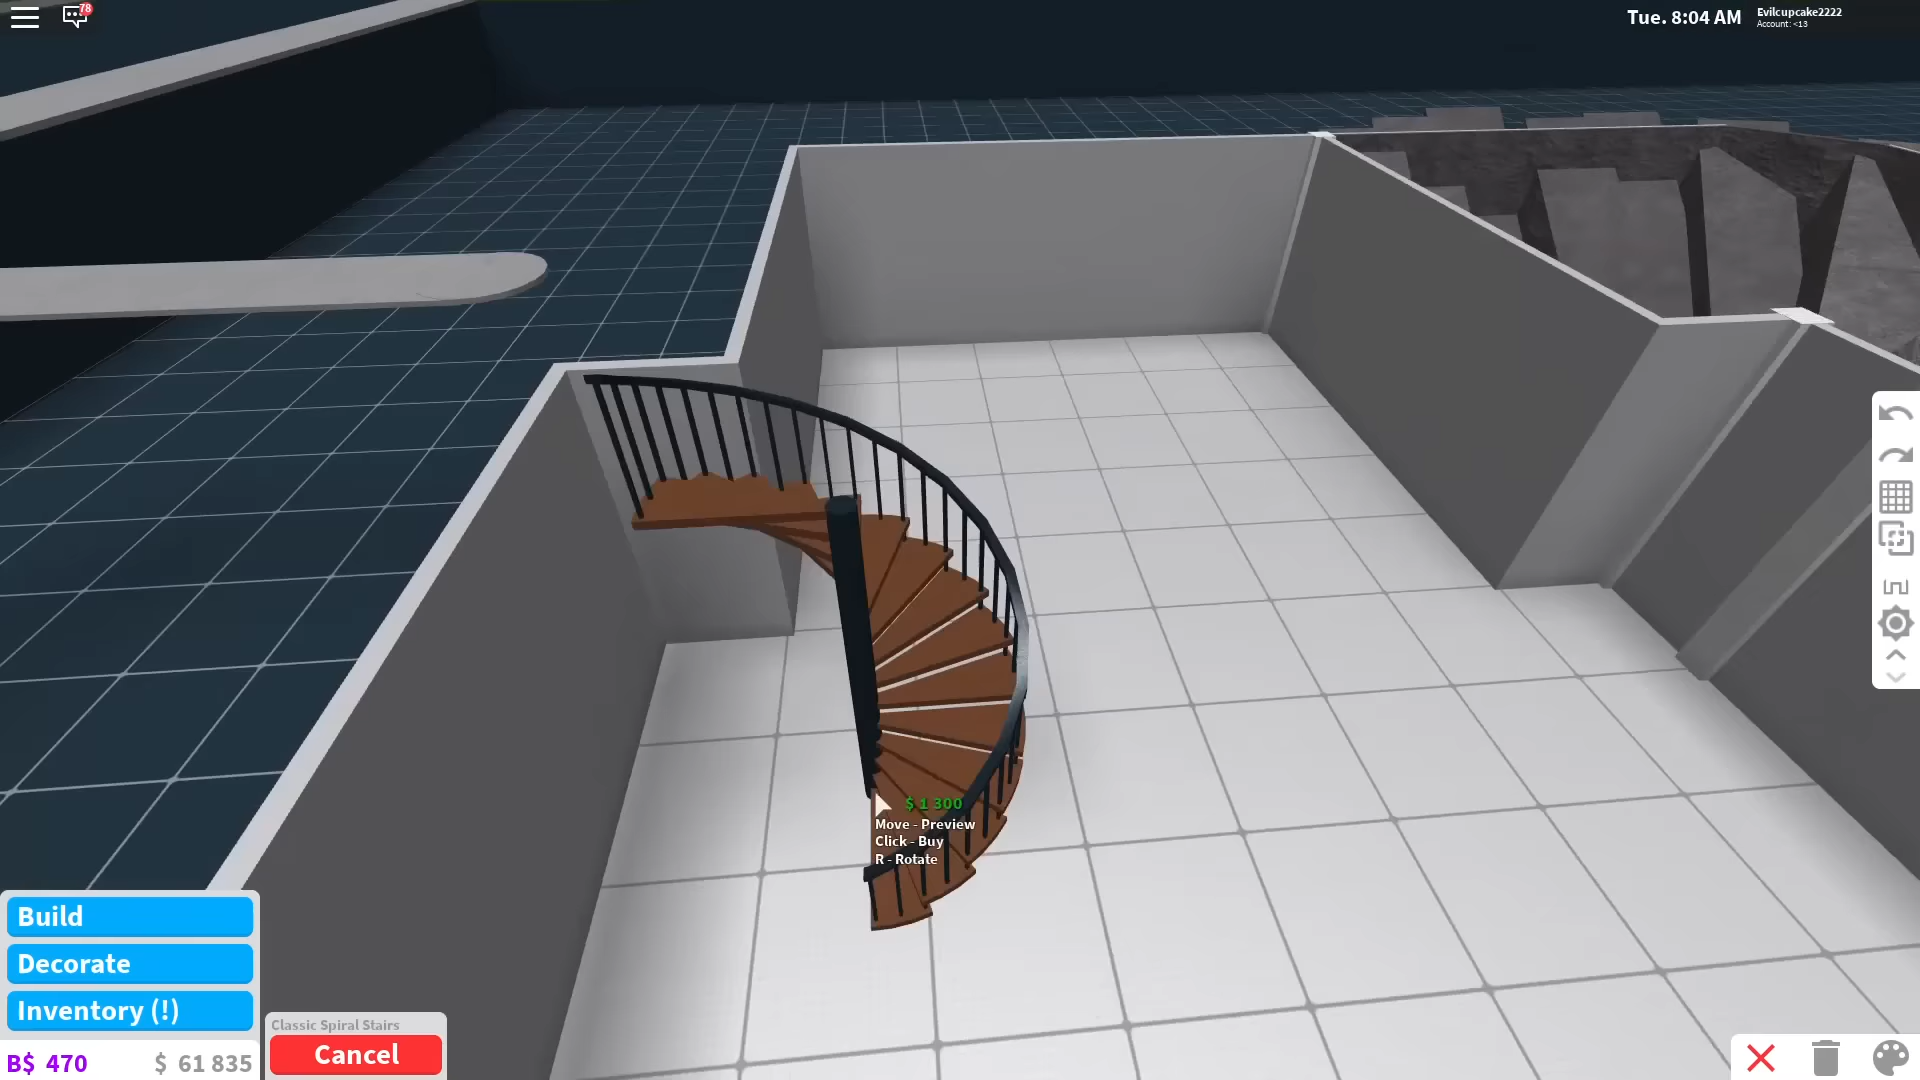 78
Tue. 8:04 AM
Evilcupcake2222
Account: <13
$ 1 300
Move - Preview
Click - Buy
R - Rotate
Build
Decorate
Inventory (!)
B$ 470 $ 61 835
Classic Spiral Stairs
Cancel